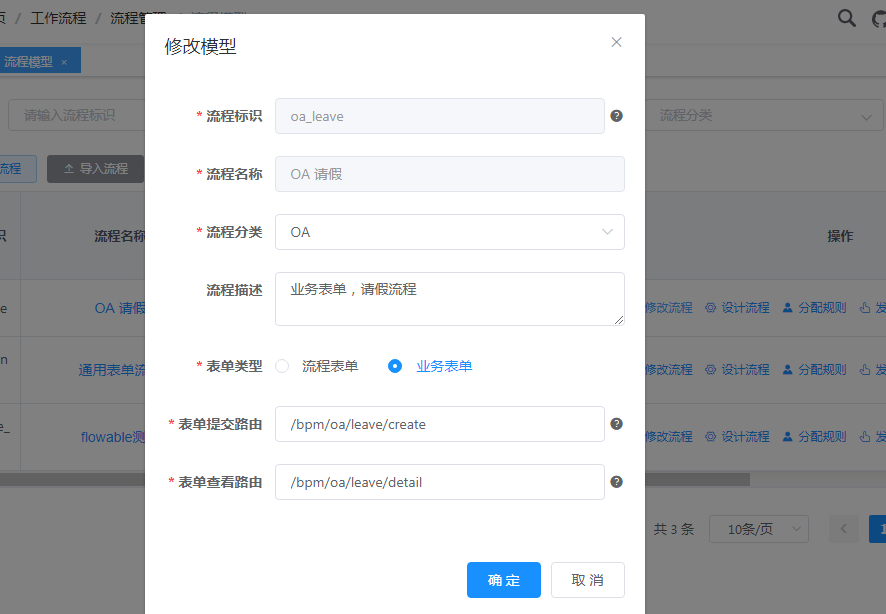 页 / 工作流程 / 流程管理 / 流程模型
流程模型 ×
请输入流程标识
流程分类
流程
导入流程
识
流程名称
操作
e
OA 请假
修改流程 设计流程 分配规则 发
n
通用表单流
修改流程 设计流程 分配规则 发
e_
flowable测
修改流程 设计流程 分配规则 发
共 3 条
10条/页
1
修改模型
* 流程标识
oa_leave
* 流程名称
OA 请假
* 流程分类
OA
流程描述
业务表单，请假流程
* 表单类型
流程表单
业务表单
* 表单提交路由
/bpm/oa/leave/create
* 表单查看路由
/bpm/oa/leave/detail
确 定
取 消